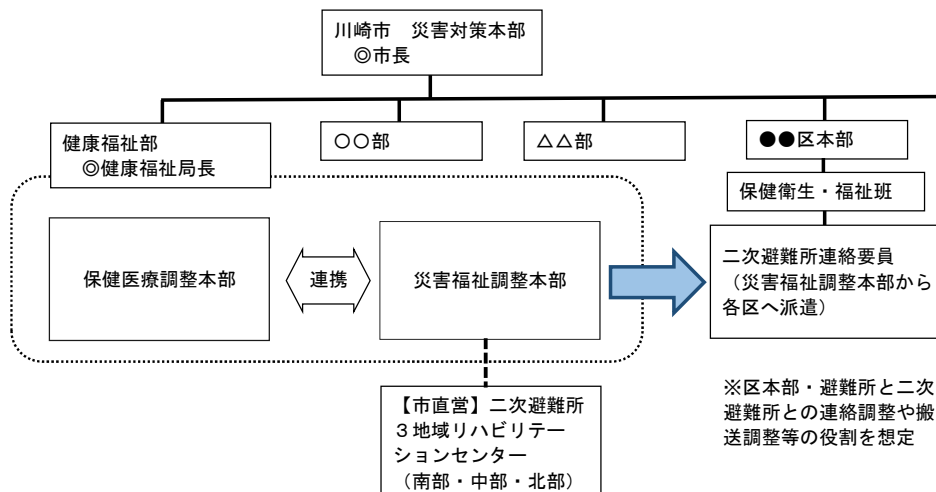 川崎市　災害対策本部
◎市長
健康福祉部
◎健康福祉局長
○○部
△△部
●●区本部
保健衛生・福祉班
保健医療調整本部
連携
災害福祉調整本部
二次避難所連絡要員
（災害福祉調整本部から
各区へ派遣）
【市直営】二次避難所
３地域リハビリテー
ションセンター
（南部・中部・北部）
※区本部・避難所と二次
避難所との連絡調整や搬
送調整等の役割を想定